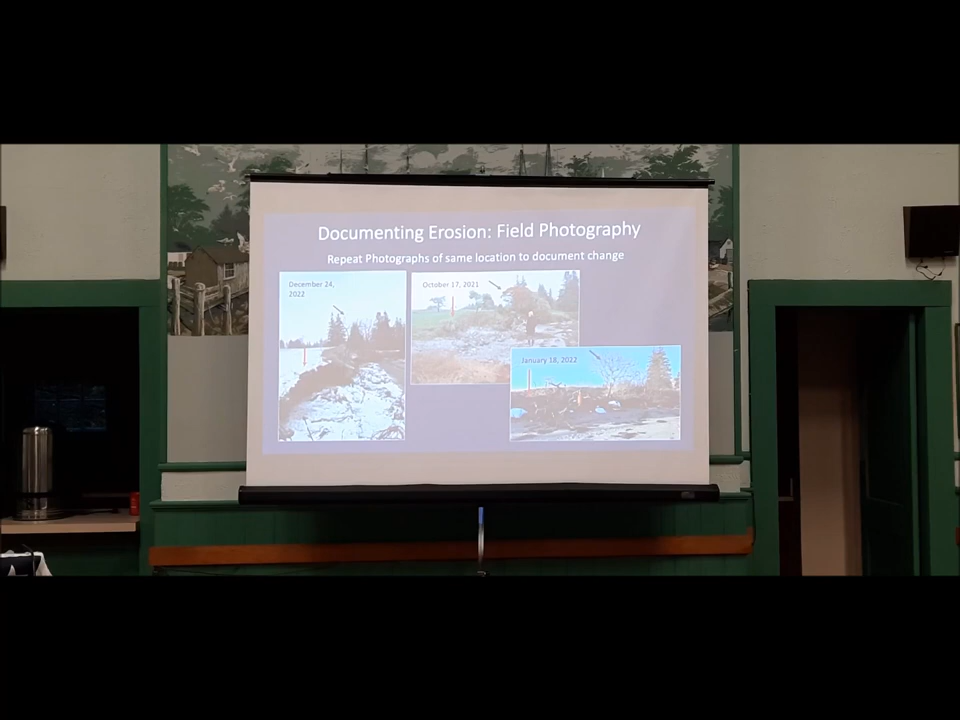 Documenting Erosion: Field Photography
Repeat Photographs of same location to document change
December 24,
2022
October 17, 2021
January 18, 2022